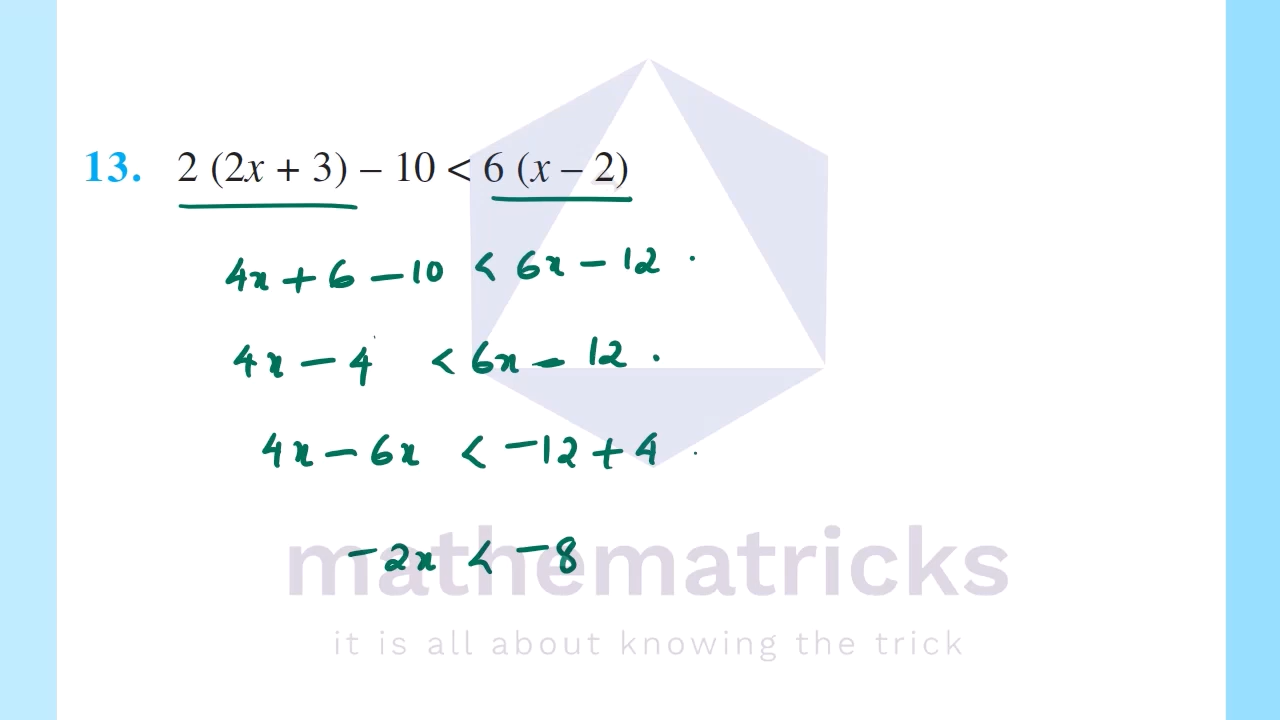 13. 2 (2x + 3) – 10 < 6 (x – 2)
4x + 6 – 10 < 6x – 12 .
4x – 4 < 6x – 12 .
4x – 6x < –12 + 4 .
–2x < –8
mathematricks
it is all about knowing the trick